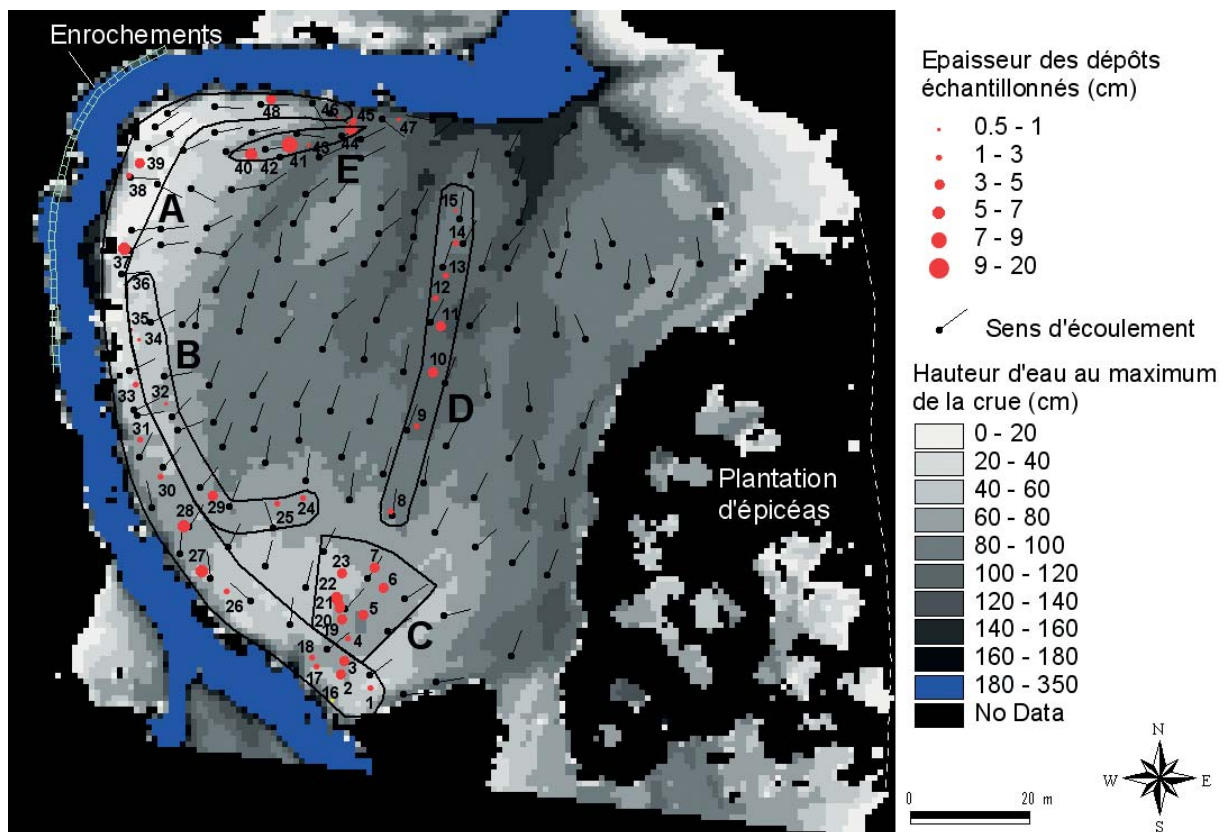 Enrochements
48
46
45
47
44
43
41
42
40
E
39
38
A
37
36
35
34
B
33
32
31
30
29
28
27
26
25
24
15
14
13
12
11
10
D
9
8
Plantation
d'épicéas
23
7
22
6
21
5
20
19
4
C
18
3
17
2
16
1
Epaisseur des dépôts
échantillonnés (cm)
0.5 - 1
1 - 3
3 - 5
5 - 7
7 - 9
9 - 20
Sens d'écoulement
Hauteur d'eau au maximum
de la crue (cm)
0 - 20
20 - 40
40 - 60
60 - 80
80 - 100
100 - 120
120 - 140
140 - 160
160 - 180
180 - 350
No Data
N
W E
S
0 20 m